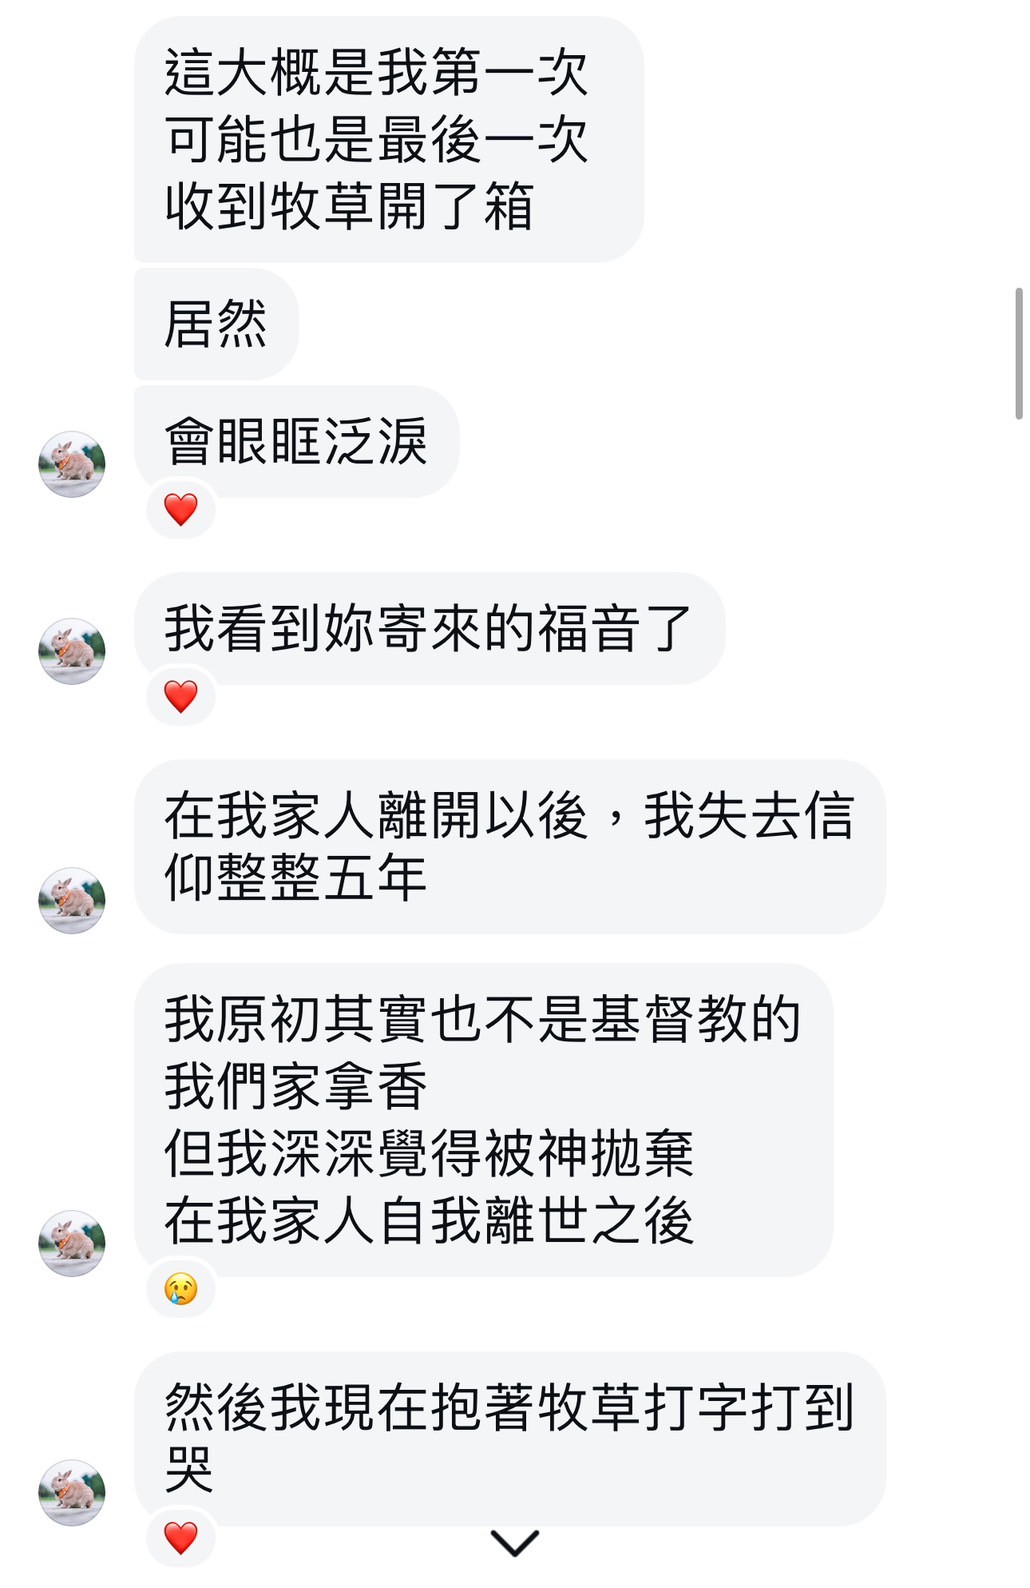 這大概是我第一次
可能也是最後一次
收到牧草開了箱
居然
會眼眶泛淚
我看到妳寄來的福音了
在我家人離開以後，我失去信
仰整整五年
我原初其實也不是基督教的
我們家拿香
但我深深覺得被神拋棄
在我家人自我離世之後
然後我現在抱著牧草打字打到
哭